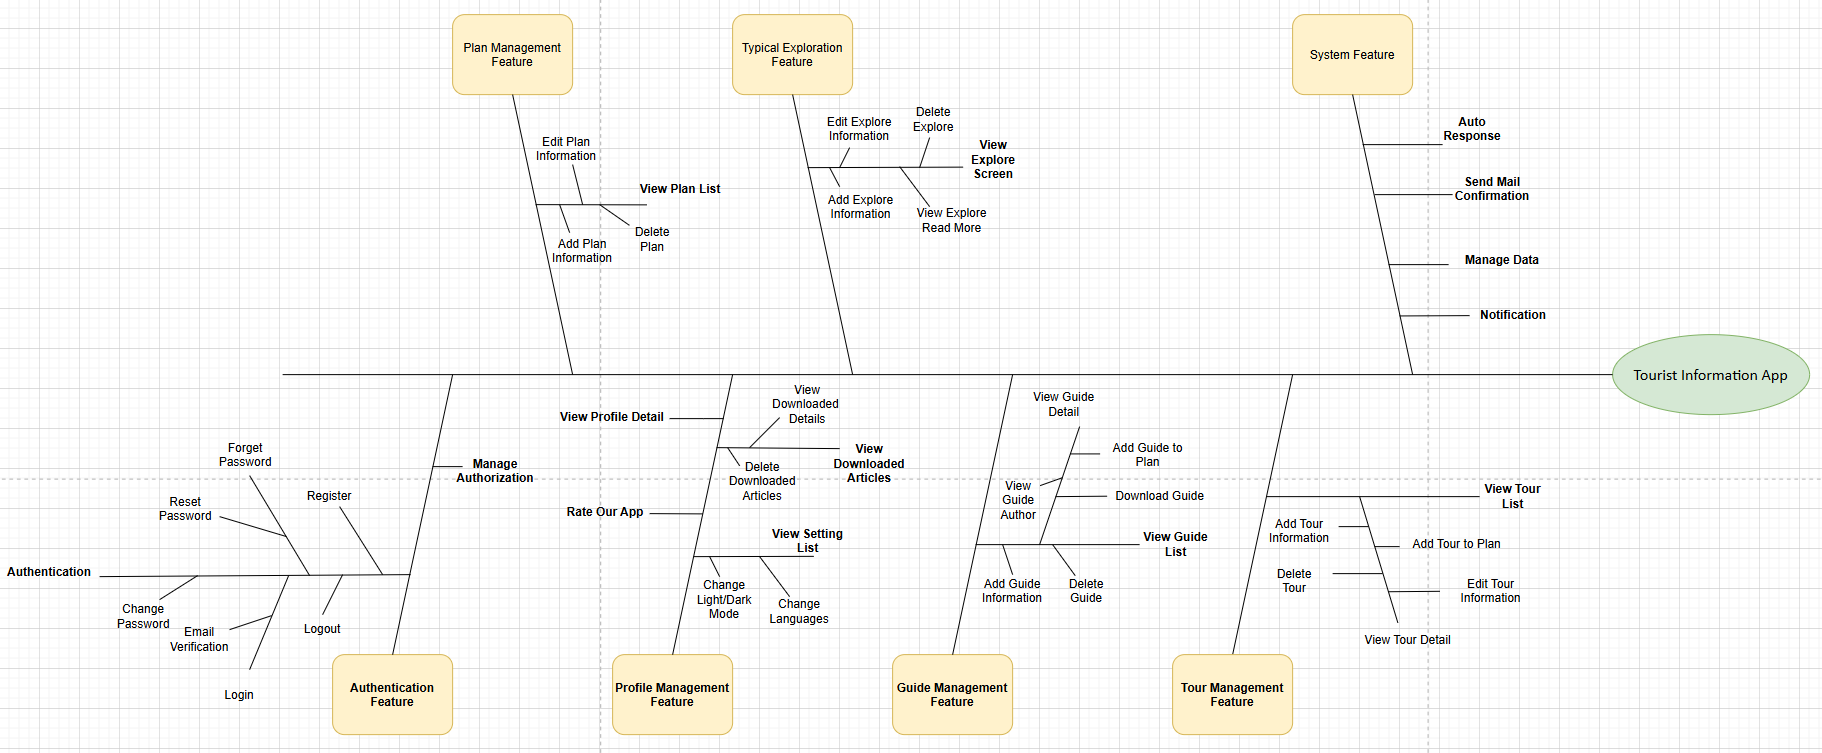 Plan Management
Feature
Typical Exploration
Feature
System Feature
Edit Plan
Information
View Plan List
Add Plan
Information
Delete
Plan
Edit Explore
Information
Delete
Explore
View
Explore
Screen
Add Explore
Information
View Explore
Read More
Auto
Response
Send Mail
Confirmation
Manage Data
Notification
Tourist Information App
Forget
Password
Reset
Password
Register
Manage
Authorization
Authentication
Change
Password
Email
Verification
Logout
Login
Authentication
Feature
View Profile Detail
View
Downloaded
Details
View
Downloaded
Articles
Delete
Downloaded
Articles
Rate Our App
View Setting
List
Change
Light/Dark
Mode
Change
Languages
Profile Management
Feature
View Guide
Detail
Add Guide to
Plan
View
Guide
Author
Download Guide
View Guide
List
Add Guide
Information
Delete
Guide
Guide Management
Feature
View Tour
List
Add Tour
Information
Add Tour to Plan
Delete
Tour
Edit Tour
Information
View Tour Detail
Tour Management
Feature